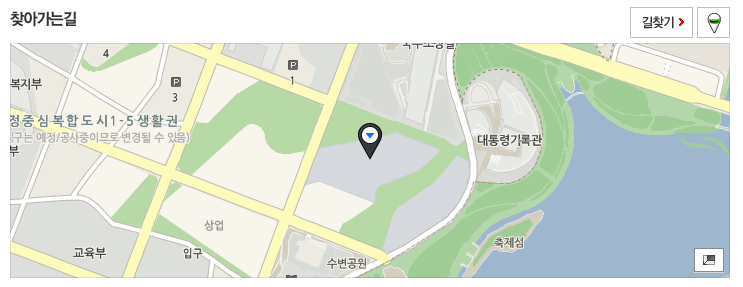 찾아가는길
길찾기
4
P
1
복지부
P
3
정중심복합도시1-5생활권
구는 예정/공사중이므로 변경될 수 있음)
부
대통령기록관
상업
교육부
입구
수변공원
축제섬